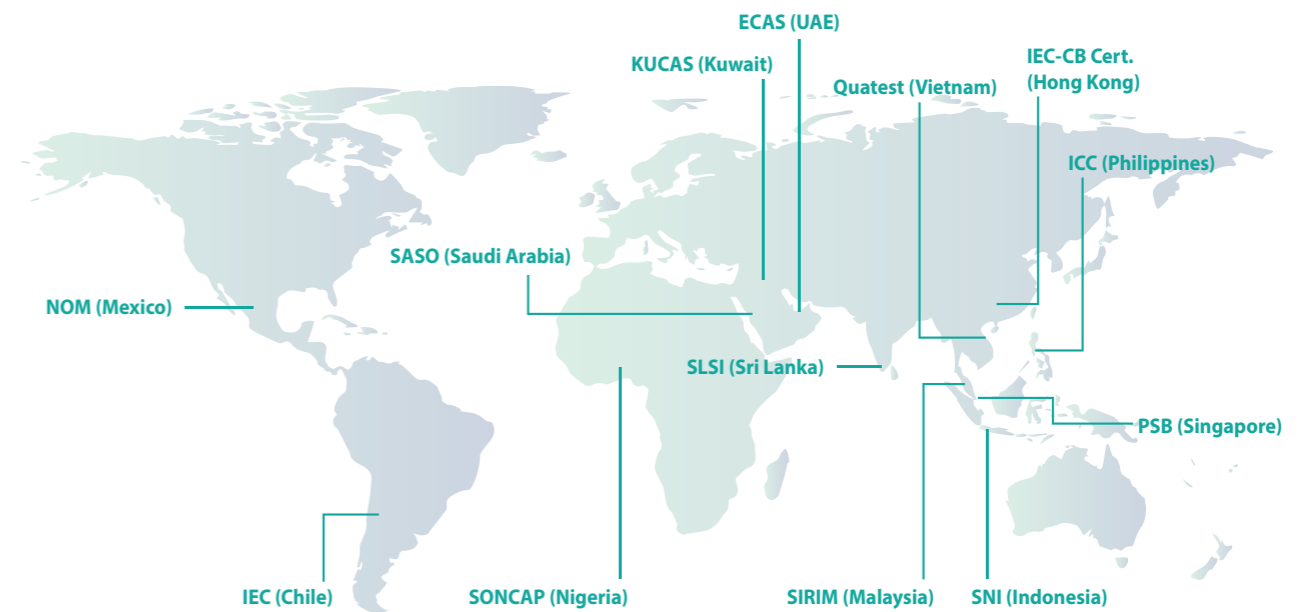 ECAS (UAE)
KUCAS (Kuwait)
IEC-CB Cert.
(Hong Kong)
Quatest (Vietnam)
ICC (Philippines)
SASO (Saudi Arabia)
NOM (Mexico)
SLSI (Sri Lanka)
PSB (Singapore)
IEC (Chile)
SONCAP (Nigeria)
SIRIM (Malaysia)
SNI (Indonesia)